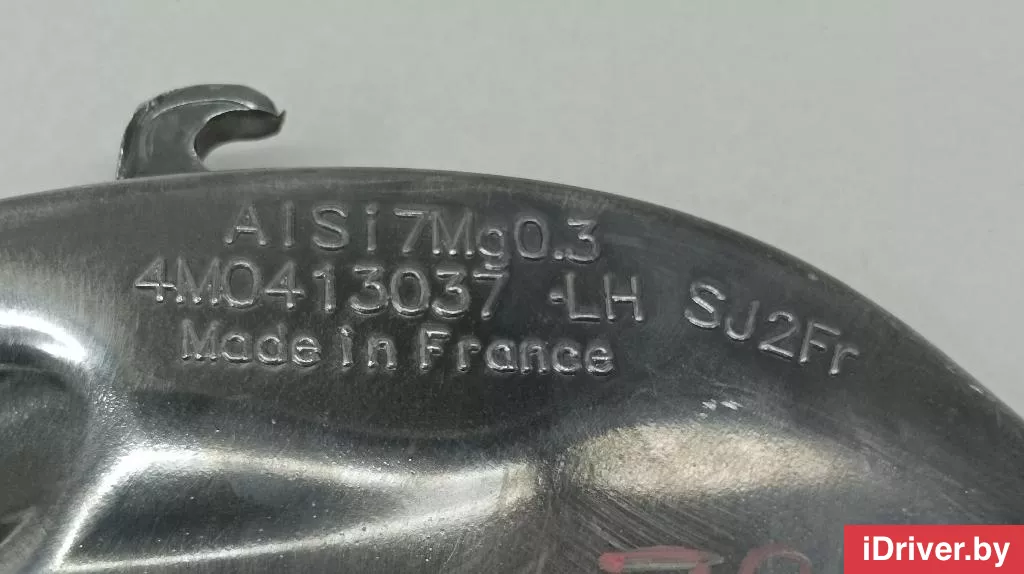 AlSi7Mg0.3
4M0413037 -LH SJ2Fr
Made in France
iDriver.by